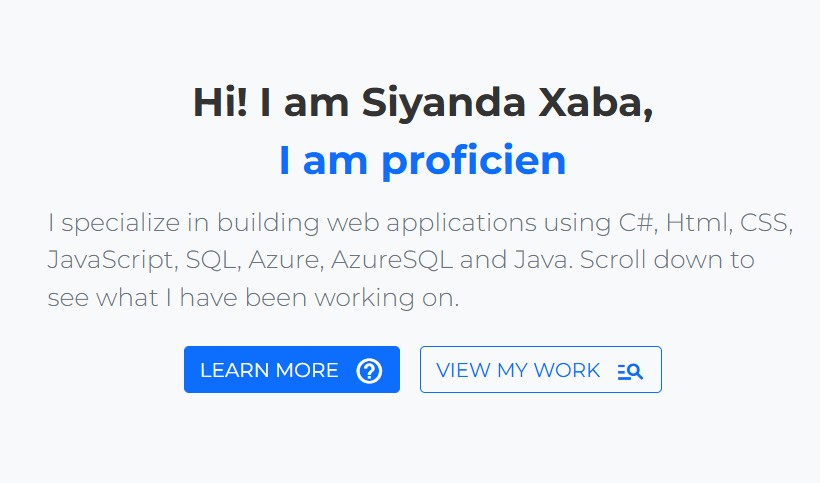 Hi! I am Siyanda Xaba,
I am proficien
I specialize in building web applications using C#, Html, CSS,
JavaScript, SQL, Azure, AzureSQL and Java. Scroll down to
see what I have been working on.
LEARN MORE
VIEW MY WORK